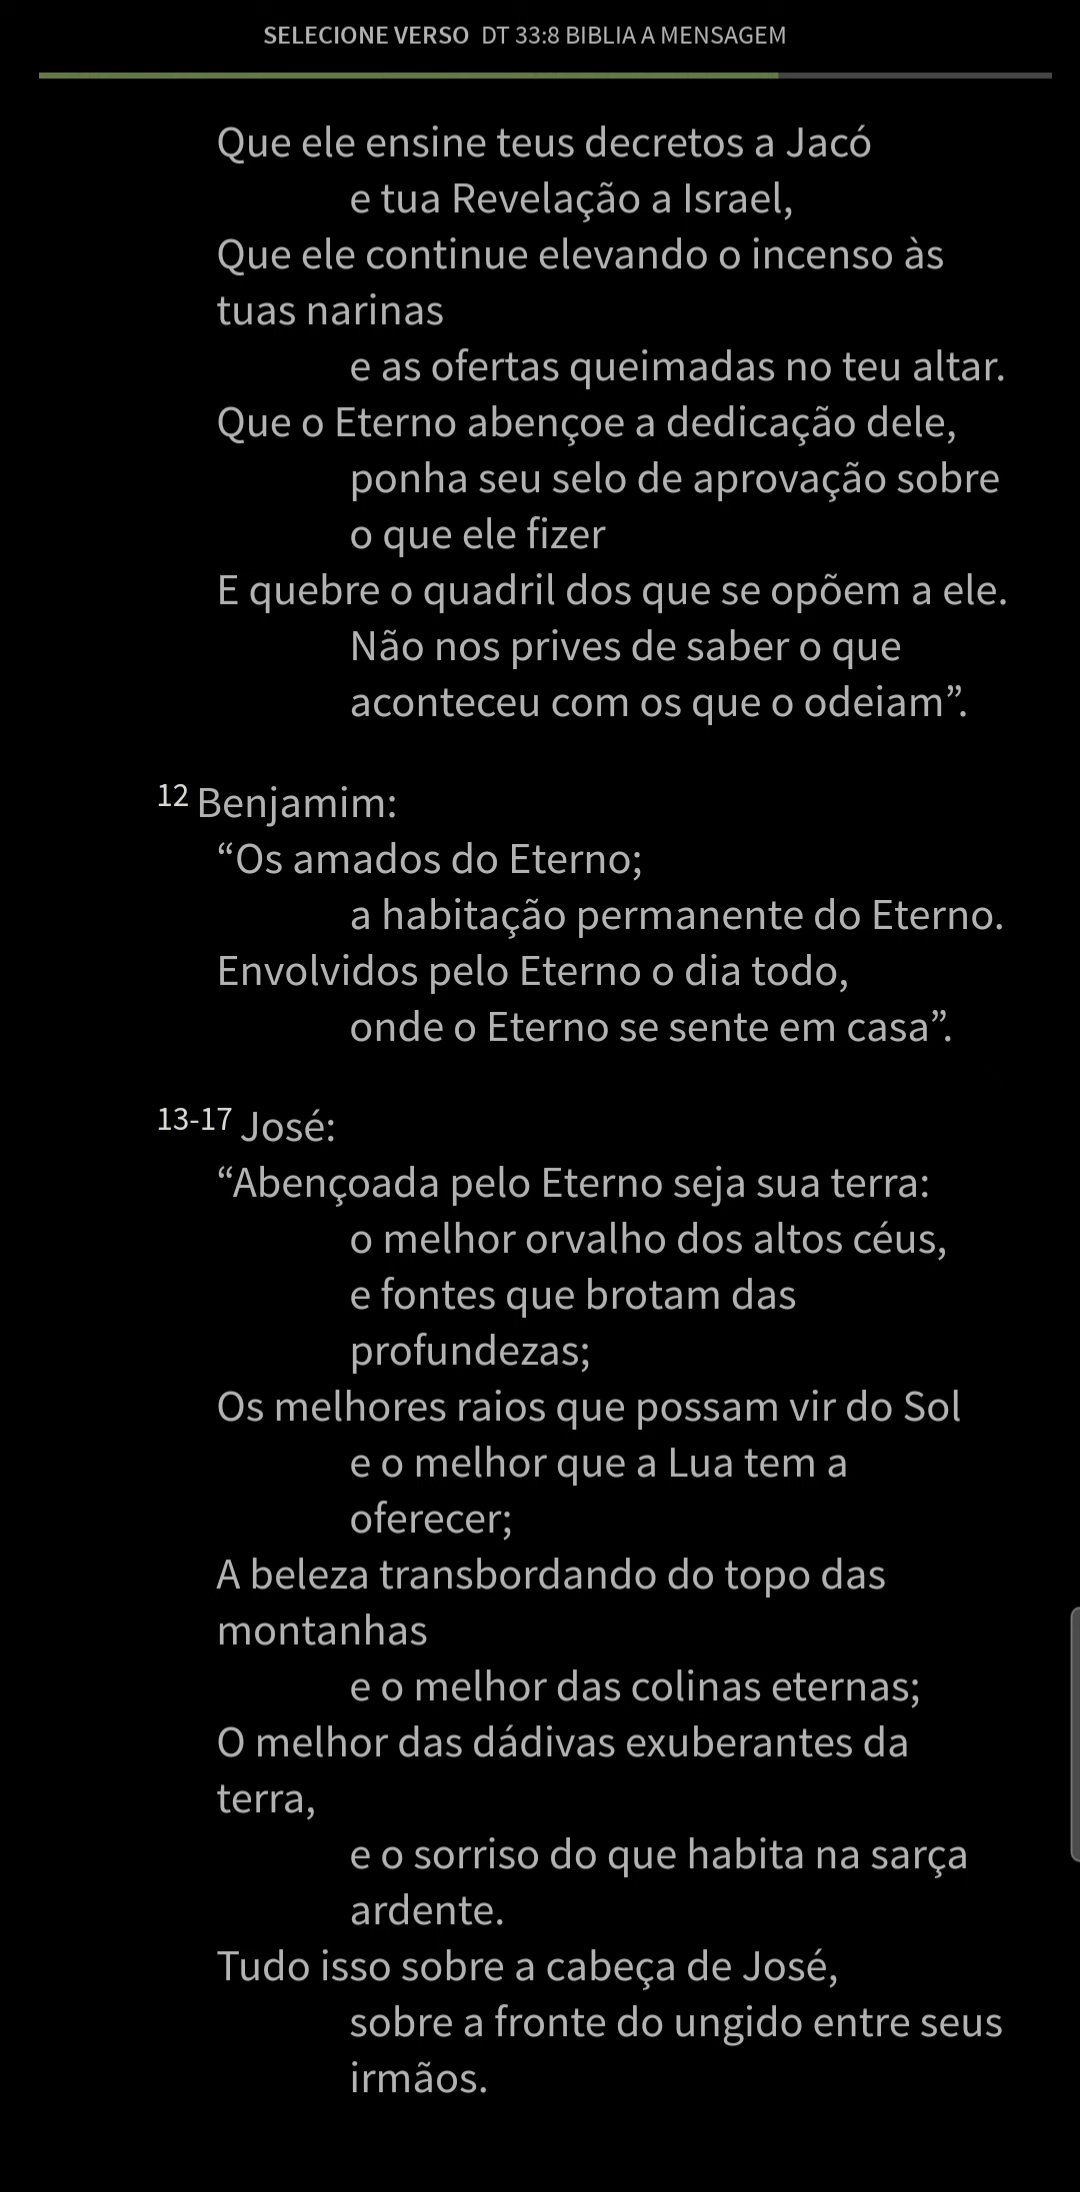 SELECIONE VERSO DT 33:8 BIBLIA A MENSAGEM
Que ele ensine teus decretos a Jacó
e tua Revelação a Israel,
Que ele continue elevando o incenso às
tuas narinas
e as ofertas queimadas no teu altar.
Que o Eterno abençoe a dedicação dele,
ponha seu selo de aprovação sobre
o que ele fizer
E quebre o quadril dos que se opõem a ele.
Não nos prives de saber o que
aconteceu com os que o odeiam”.
12 Benjamim:
“Os amados do Eterno;
a habitação permanente do Eterno.
Envolvidos pelo Eterno o dia todo,
onde o Eterno se sente em casa”.
13-17 José:
“Abençoada pelo Eterno seja sua terra:
o melhor orvalho dos altos céus,
e fontes que brotam das
profundezas;
Os melhores raios que possam vir do Sol
e o melhor que a Lua tem a
oferecer;
A beleza transbordando do topo das
montanhas
e o melhor das colinas eternas;
O melhor das dádivas exuberantes da
terra,
e o sorriso do que habita na sarça
ardente.
Tudo isso sobre a cabeça de José,
sobre a fronte do ungido entre seus
irmãos.